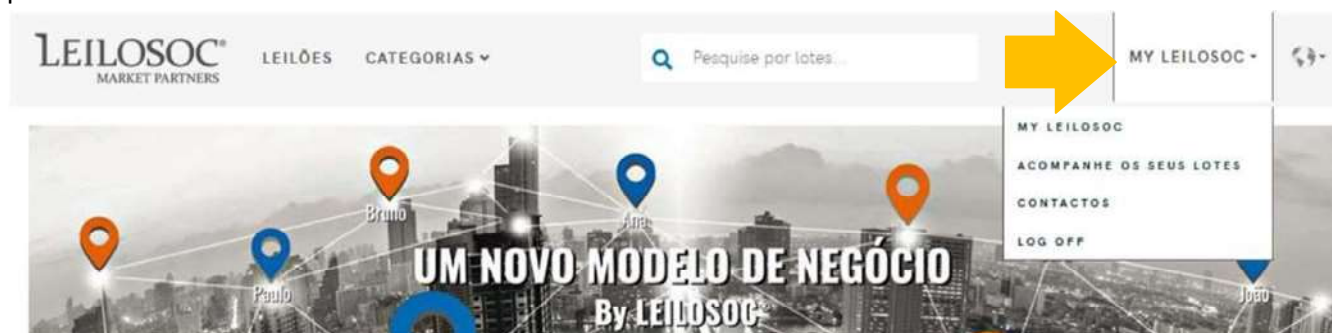 LEILOSOC®
MARKET PARTNERS
LEILÕES
CATEGORIAS
Pesquise por lotes...
MY LEILOSOC
MY LEILOSOC
ACOMPANHE OS SEUS LOTES
CONTACTOS
LOG OFF
Bruno
Ana
Paulo
João
UM NOVO MODELO DE NEGÓCIO
By LEILOSOC